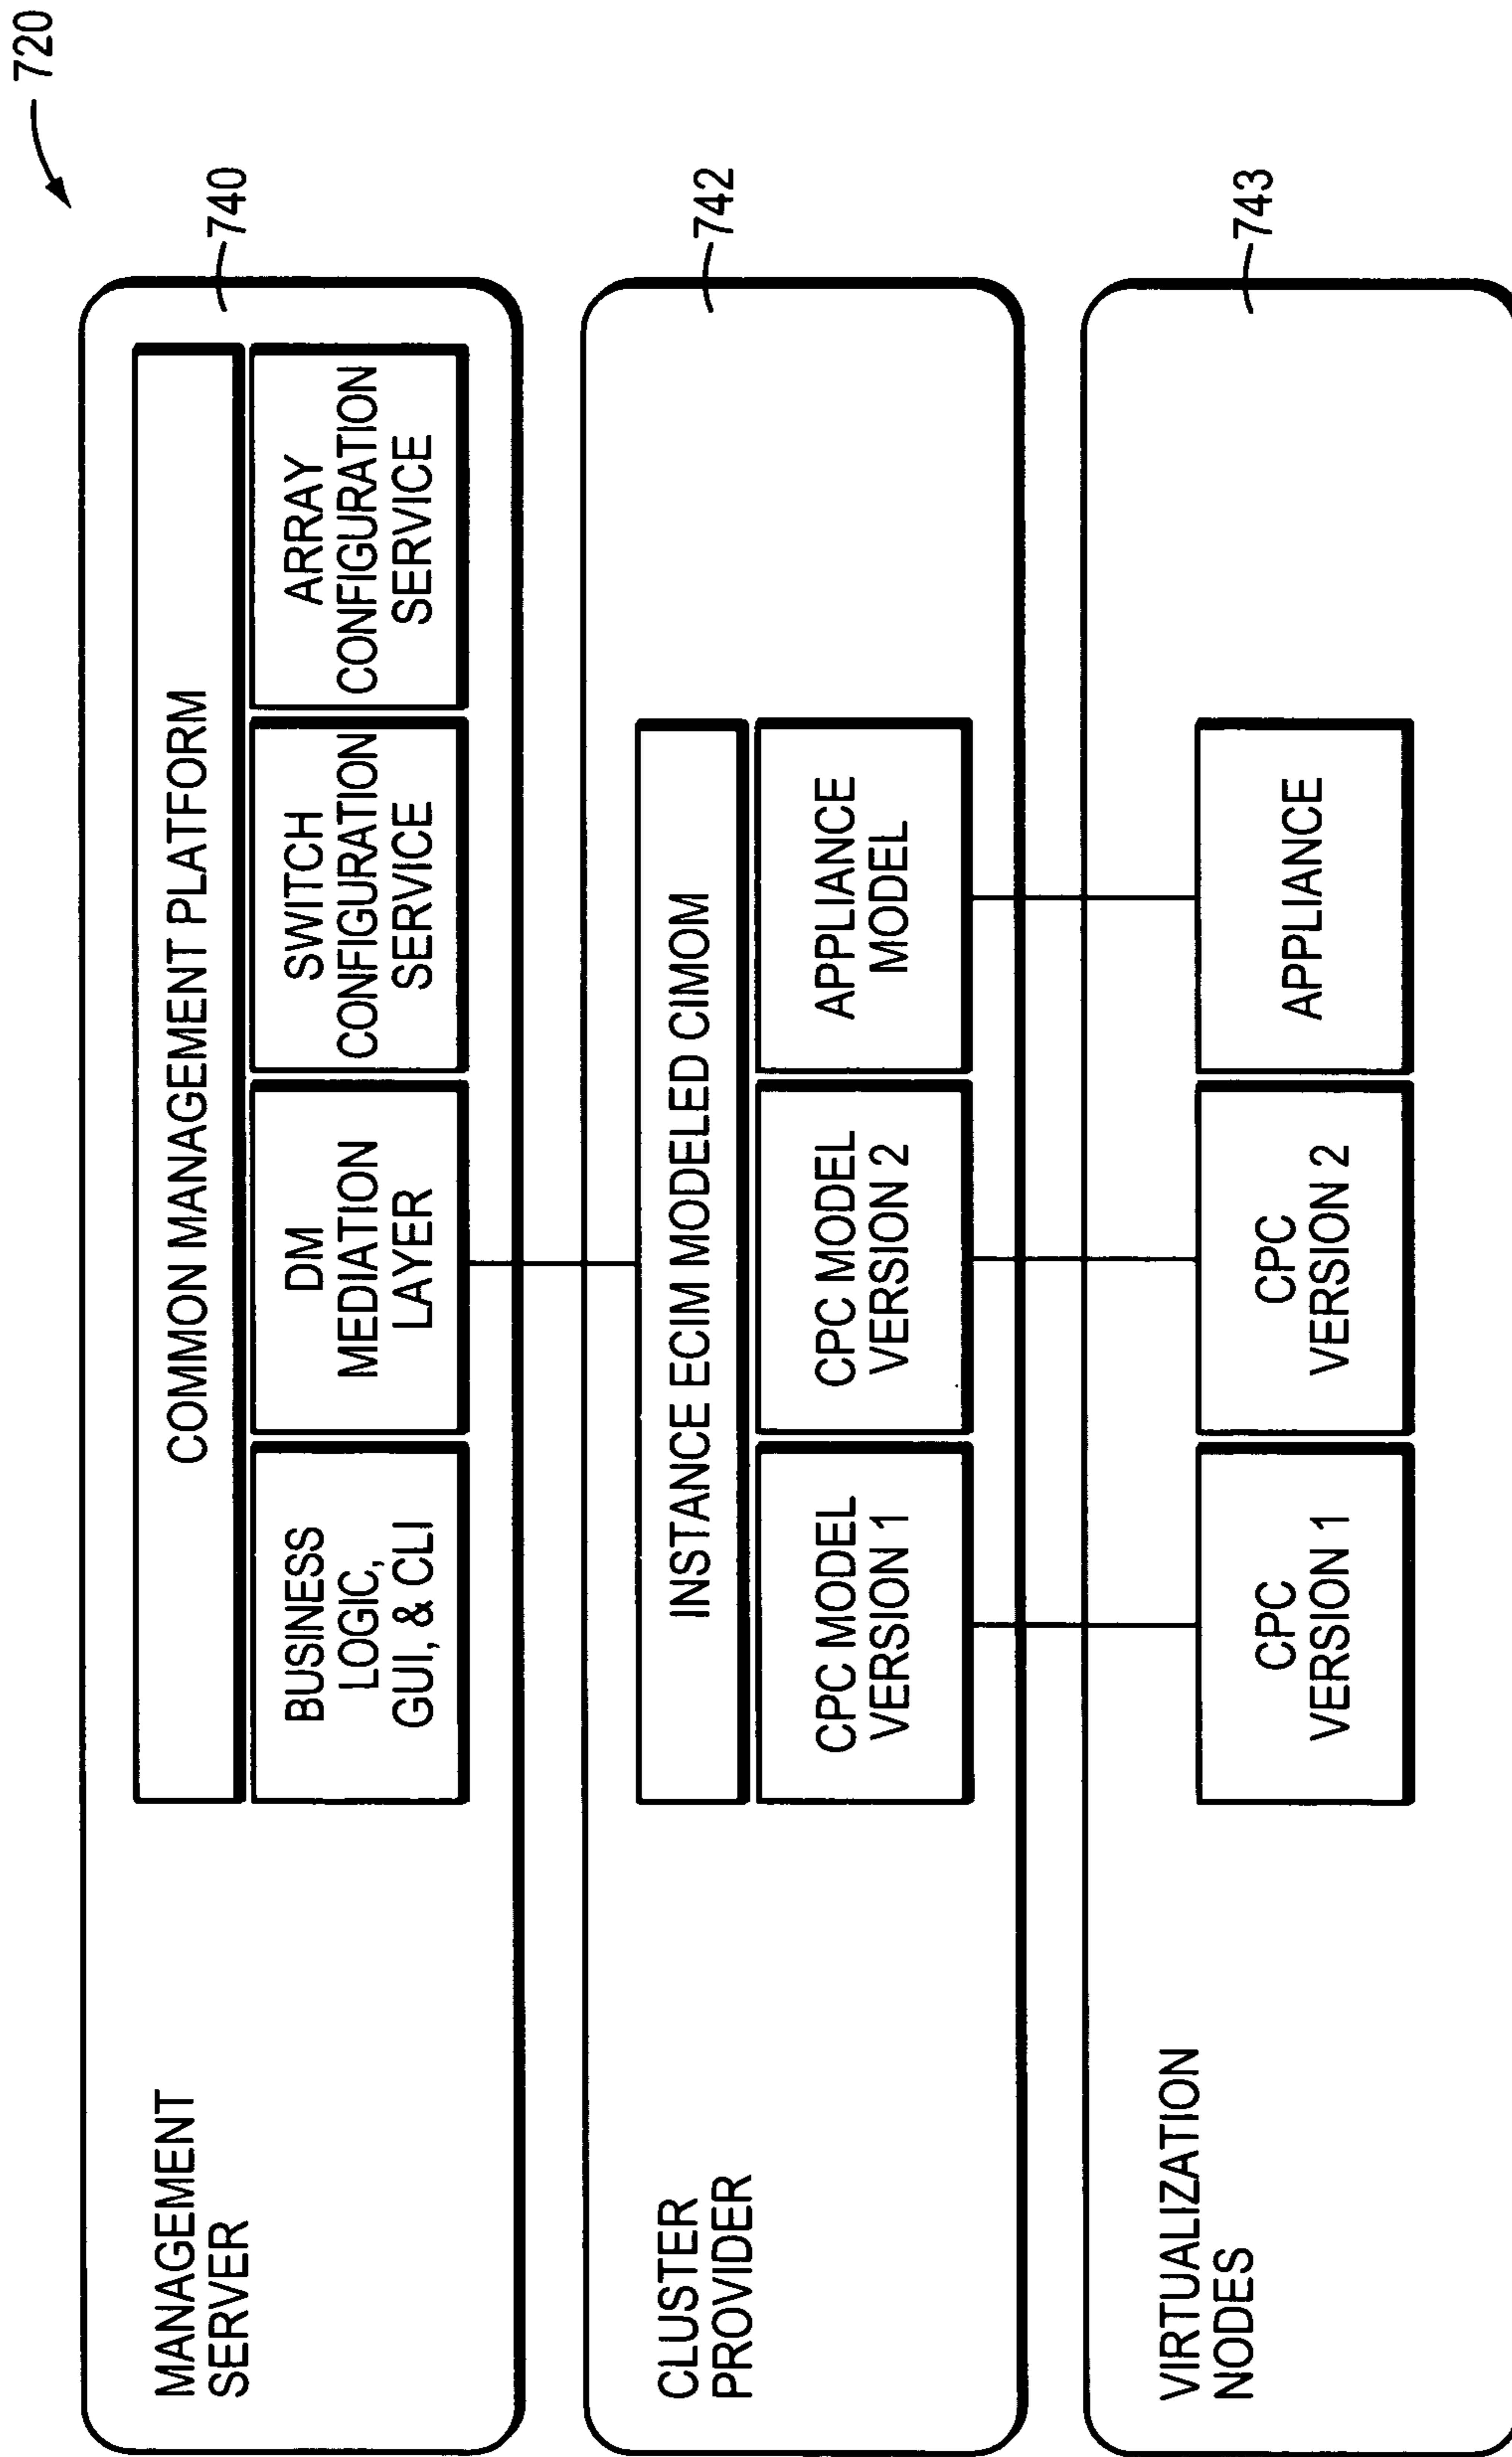 720
MANAGEMENT
SERVER
COMMON MANAGEMENT PLATFORM
BUSINESS
LOGIC,
GUI, & CLI
DM
MEDIATION
LAYER
SWITCH
CONFIGURATION
SERVICE
ARRAY
CONFIGURATION
SERVICE
740
CLUSTER
PROVIDER
INSTANCE ECIM MODELED CIMOM
CPC MODEL
VERSION 1
CPC MODEL
VERSION 2
APPLIANCE
MODEL
742
VIRTUALIZATION
NODES
CPC
VERSION 1
CPC
VERSION 2
APPLIANCE
743